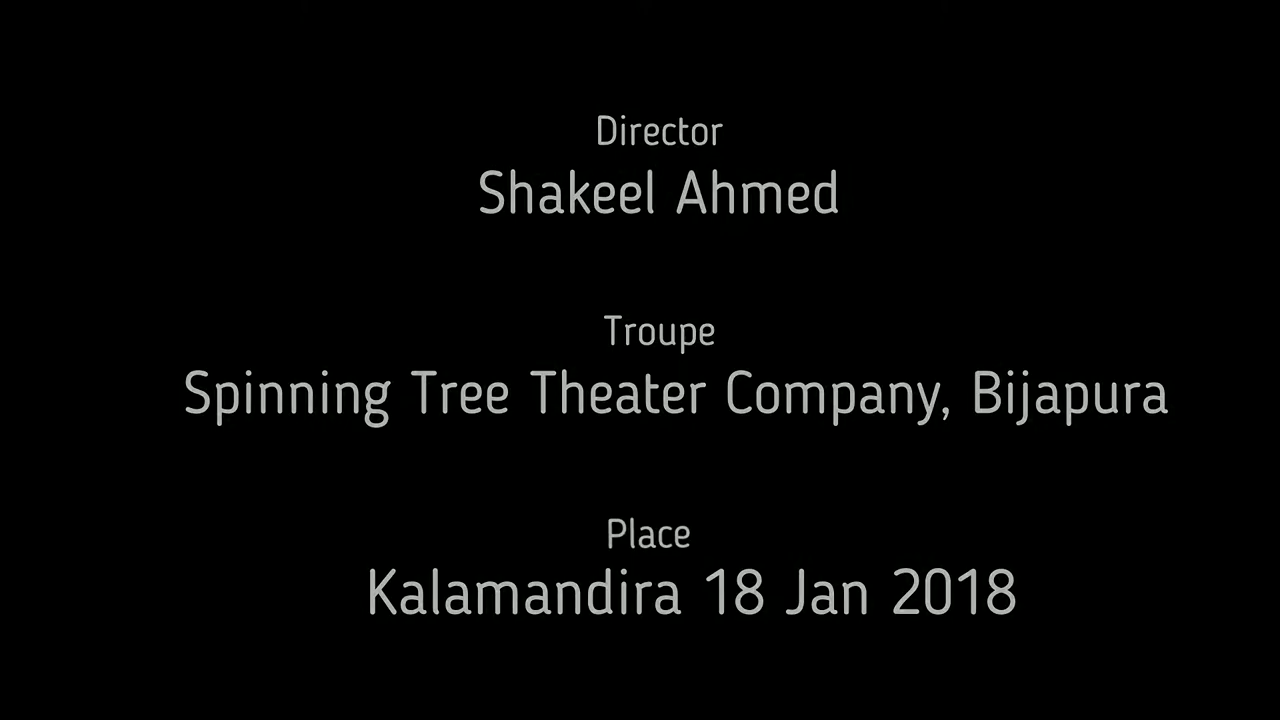 Director
Shakeel Ahmed
Troupe
Spinning Tree Theater Company, Bijapura
Place
Kalamandira 18 Jan 2018